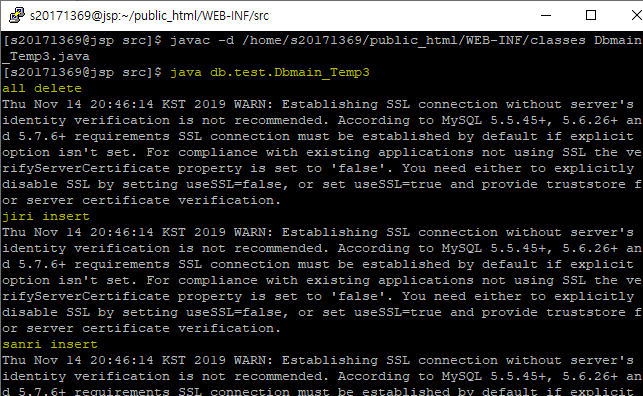 s20171369@jsp:~/public_html/WEB-INF/src
[s20171369@jsp src]$ javac -d /home/s20171369/public_html/WEB-INF/classes Dbmain
_Temp3.java
[s20171369@jsp src]$ java db.test.Dbmain_Temp3
all delete
Thu Nov 14 20:46:14 KST 2019 WARN: Establishing SSL connection without server's
identity verification is not recommended. According to MySQL 5.5.45+, 5.6.26+ an
d 5.7.6+ requirements SSL connection must be established by default if explicit
option isn't set. For compliance with existing applications not using SSL the ve
rifyServerCertificate property is set to 'false'. You need either to explicitly
disable SSL by setting useSSL=false, or set useSSL=true and provide truststore f
or server certificate verification.
jiri insert
Thu Nov 14 20:46:14 KST 2019 WARN: Establishing SSL connection without server's
identity verification is not recommended. According to MySQL 5.5.45+, 5.6.26+ an
d 5.7.6+ requirements SSL connection must be established by default if explicit
option isn't set. For compliance with existing applications not using SSL the ve
rifyServerCertificate property is set to 'false'. You need either to explicitly
disable SSL by setting useSSL=false, or set useSSL=true and provide truststore f
or server certificate verification.
sanri insert
Thu Nov 14 20:46:14 KST 2019 WARN: Establishing SSL connection without server's
identity verification is not recommended. According to MySQL 5.5.45+, 5.6.26+ an
d 5.7.6+ requirements SSL connection must be established by default if explicit